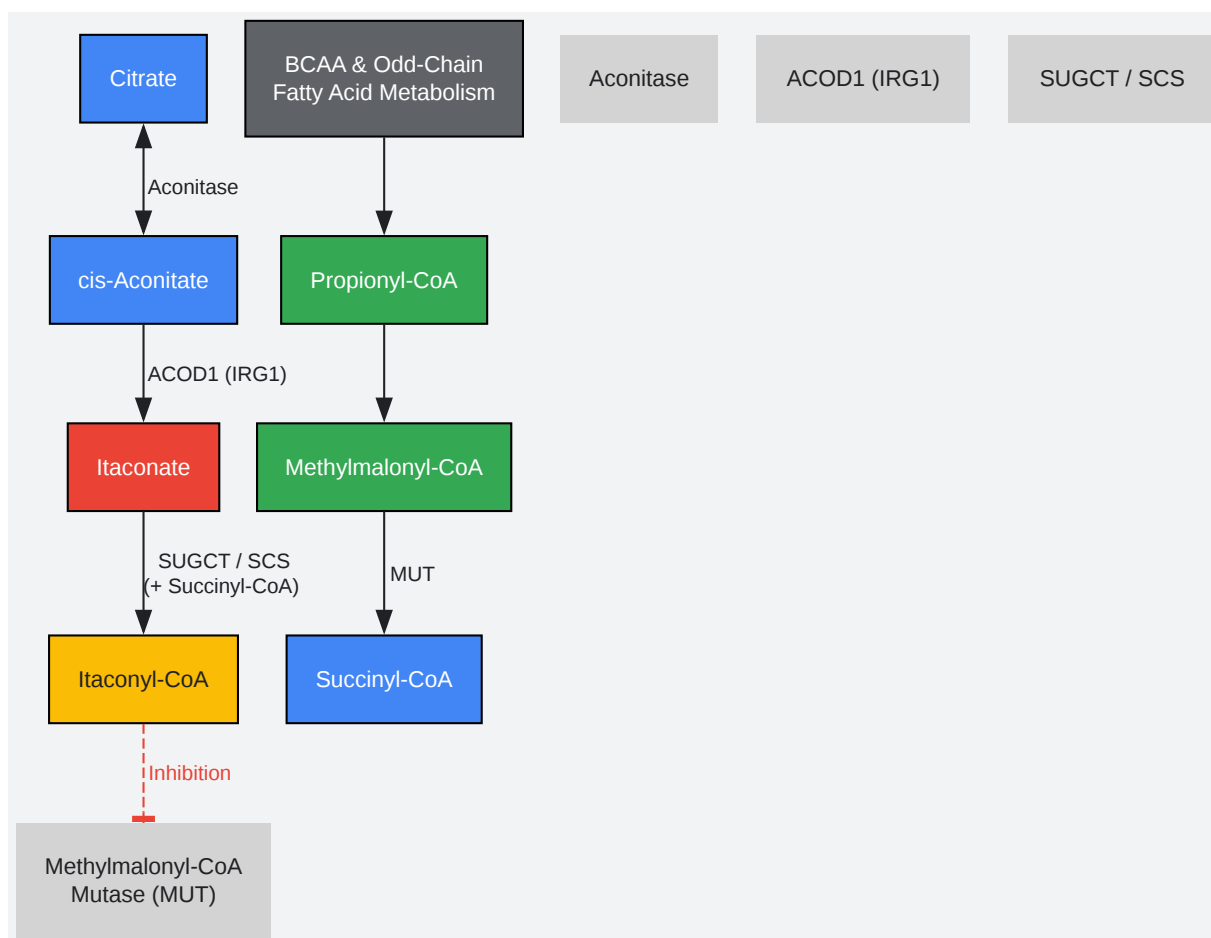 Citrate
BCAA & Odd-Chain
Fatty Acid Metabolism
Aconitase
ACOD1 (IRG1)
SUGCT / SCS
Aconitase
cis-Aconitate
Propionyl-CoA
ACOD1 (IRG1)
Itaconate
Methylmalonyl-CoA
SUGCT / SCS
(+ Succinyl-CoA)
MUT
Itaconyl-CoA
Succinyl-CoA
Inhibition
Methylmalonyl-CoA
Mutase (MUT)